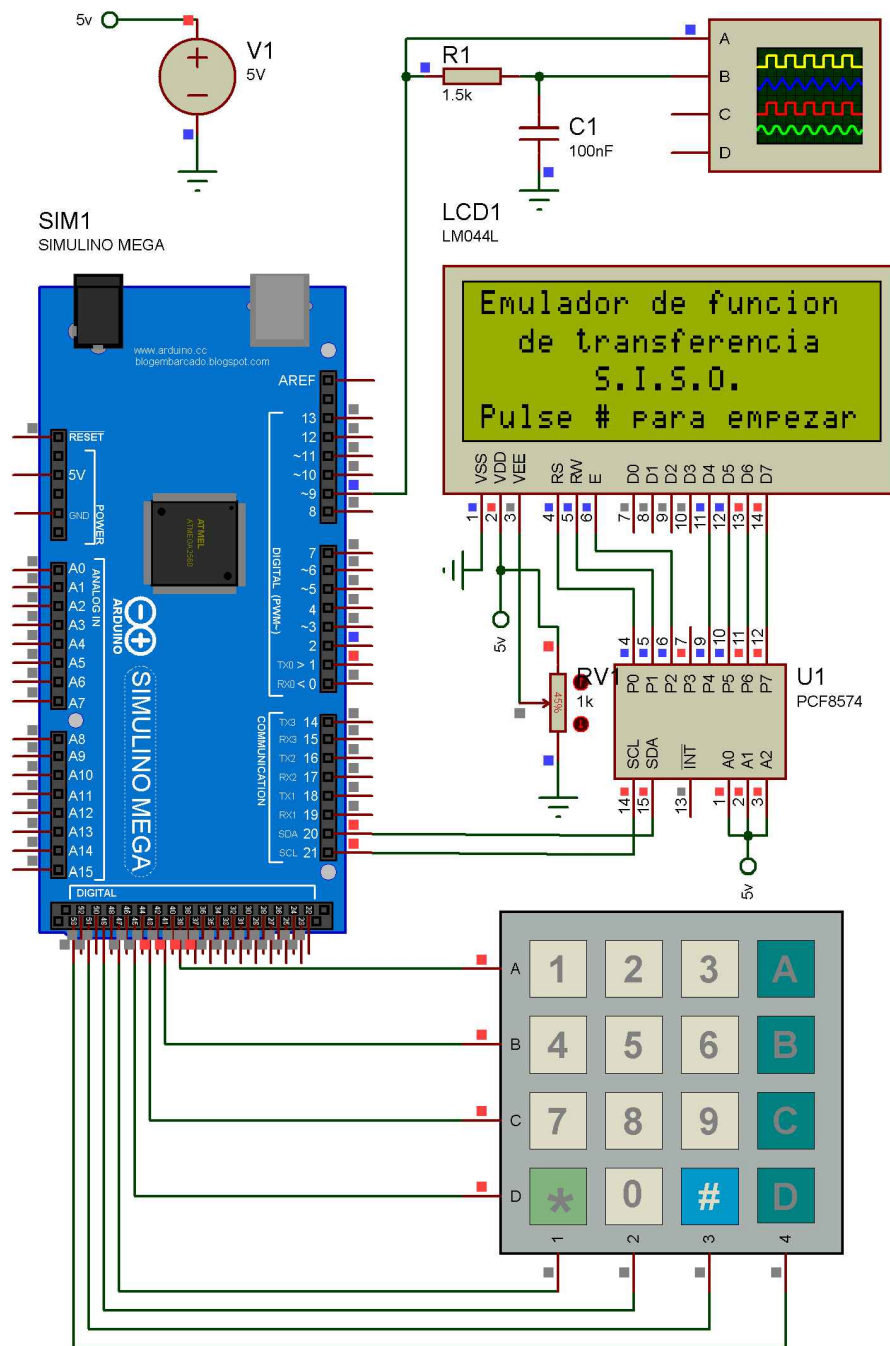 5v
V1
5V
R1
1.5k
C1
100nF
A
B
C
D
SIM1
SIMULINO MEGA
LCD1
LM044L
Emulador de funcion
de transferencia
S.I.S.O.
Pulse # para empezar
www.arduino.cc
blogembarcado.blogspot.com
AREF
13
12
~11
~10
~9
8
7
~6
~5
4
~3
2
TX0 > 1
RX0 < 0
DIGITAL (PWM~)
RESET
5V
GND
POWER
ATMEL
ATMEGA2560
ANALOG IN
A0
A1
A2
A3
A4
A5
A6
A7
A8
A9
A10
A11
A12
A13
A14
A15
ARDUINO
SIMULINO MEGA
COMMUNICATION
TX3 14
RX3 15
TX2 16
RX2 17
TX1 18
RX1 19
SDA 20
SCL 21
DIGITAL
VSS VDD VEE RS RW E D0 D1 D2 D3 D4 D5 D6 D7
1 2 3 4 5 6 7 8 9 10 11 12 13 14
5v
RV1
1k
45%
4 5 6 7 9 10 11 12
P0 P1 P2 P3 P4 P5 P6 P7
U1
PCF8574
SCL SDA INT A0 A1 A2
14 15 13 1 2 3
5v
A 1 2 3 A
B 4 5 6 B
C 7 8 9 C
D * 0 # D
1 2 3 4